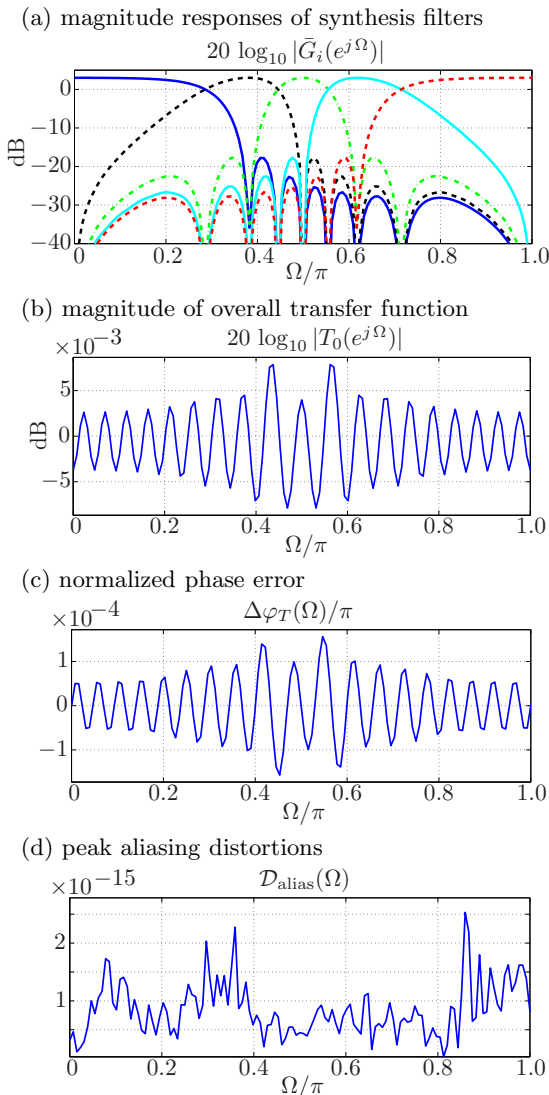 (a) magnitude responses of synthesis filters
20 log₁₀ |Ḡᵢ(e^{jΩ})|
0
−10
−20
−30
−40
dB
0 0.2 0.4 0.6 0.8 1.0
Ω/π
(b) magnitude of overall transfer function
×10⁻³ 20 log₁₀ |T₀(e^{jΩ})|
5
0
−5
dB
0 0.2 0.4 0.6 0.8 1.0
Ω/π
(c) normalized phase error
×10⁻⁴ Δφ_T(Ω)/π
1
0
−1
0 0.2 0.4 0.6 0.8 1.0
Ω/π
(d) peak aliasing distortions
×10⁻¹⁵ 𝒟_alias(Ω)
2
1
0 0.2 0.4 0.6 0.8 1.0
Ω/π